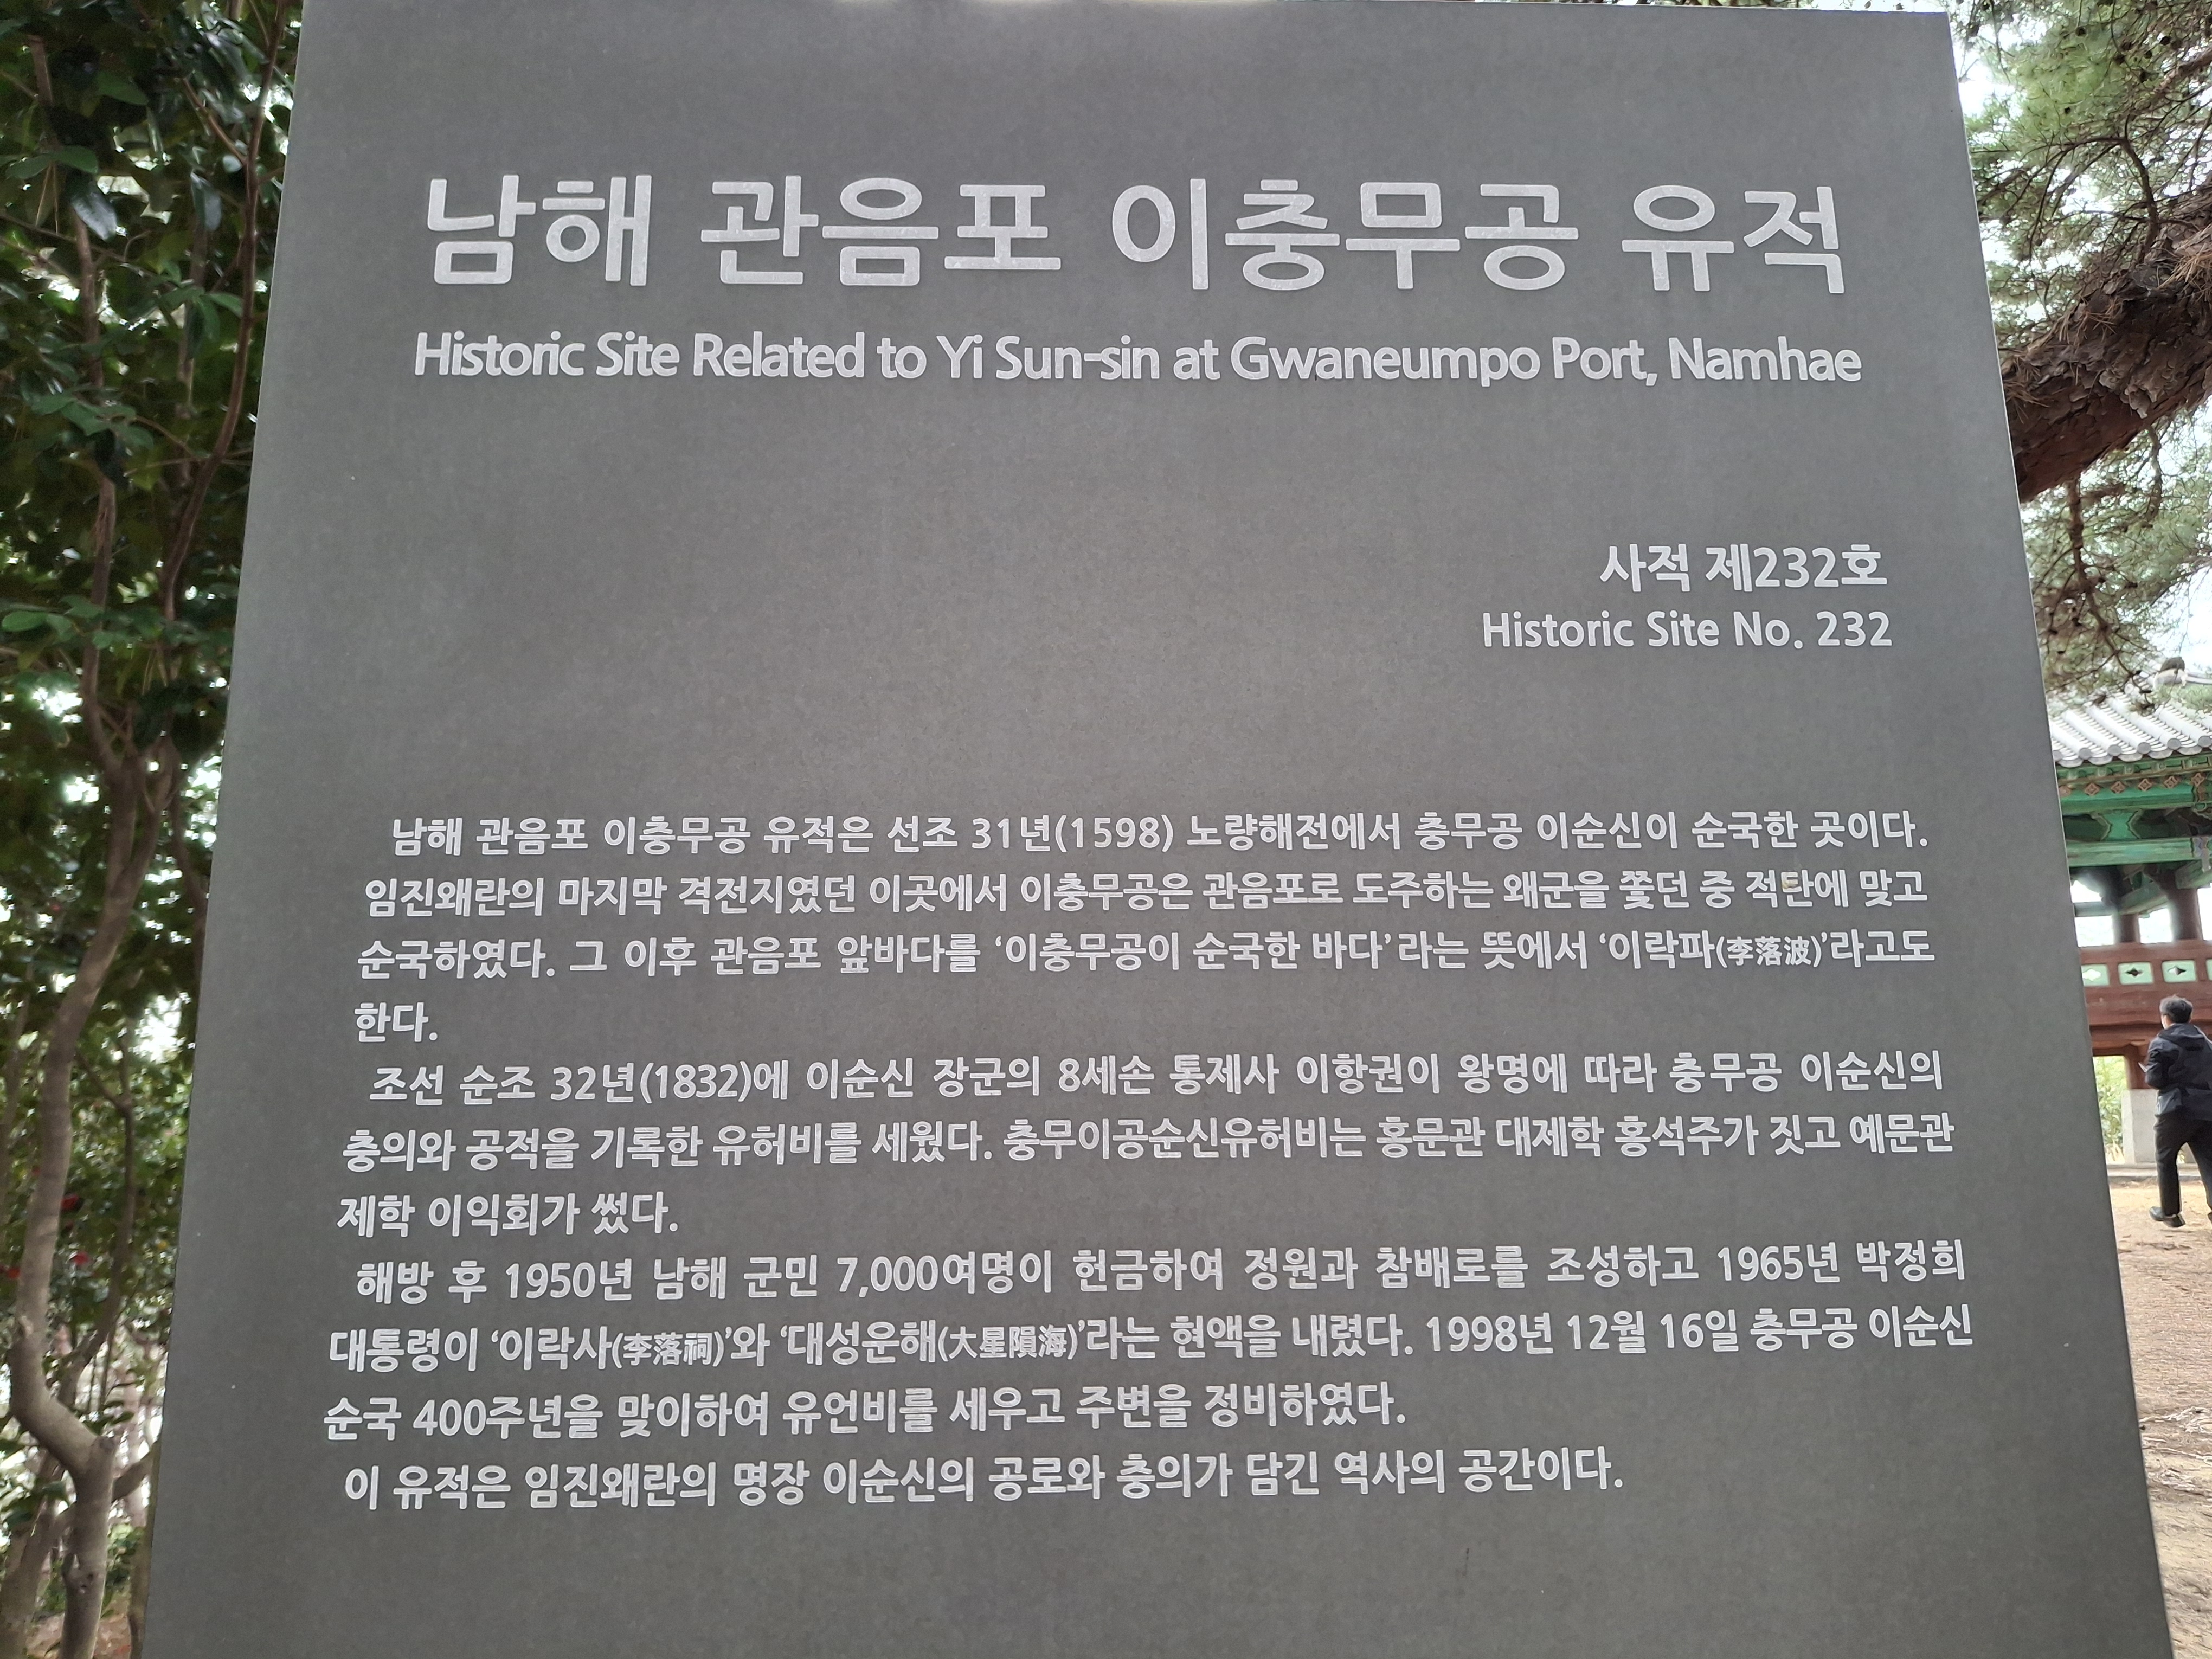 남해 관음포 이충무공 유적
Historic Site Related to Yi Sun-sin at Gwaneumpo Port, Namhae
사적 제232호
Historic Site No. 232
남해 관음포 이충무공 유적은 선조 31년(1598) 노량해전에서 충무공 이순신이 순국한 곳이다.
임진왜란의 마지막 격전지였던 이곳에서 이충무공은 관음포로 도주하는 왜군을 쫓던 중 적탄에 맞고
순국하였다. 그 이후 관음포 앞바다를 ‘이충무공이 순국한 바다’라는 뜻에서 ‘이락파(李落波)’라고도
한다.
조선 순조 32년(1832)에 이순신 장군의 8세손 통제사 이항권이 왕명에 따라 충무공 이순신의
충의와 공적을 기록한 유허비를 세웠다. 충무이공순신유허비는 홍문관 대제학 홍석주가 짓고 예문관
제학 이익회가 썼다.
해방 후 1950년 남해 군민 7,000여명이 헌금하여 정원과 참배로를 조성하고 1965년 박정희
대통령이 ‘이락사(李落祠)’와 ‘대성운해(大星隕海)’라는 현액을 내렸다. 1998년 12월 16일 충무공 이순신
순국 400주년을 맞이하여 유언비를 세우고 주변을 정비하였다.
이 유적은 임진왜란의 명장 이순신의 공로와 충의가 담긴 역사의 공간이다.